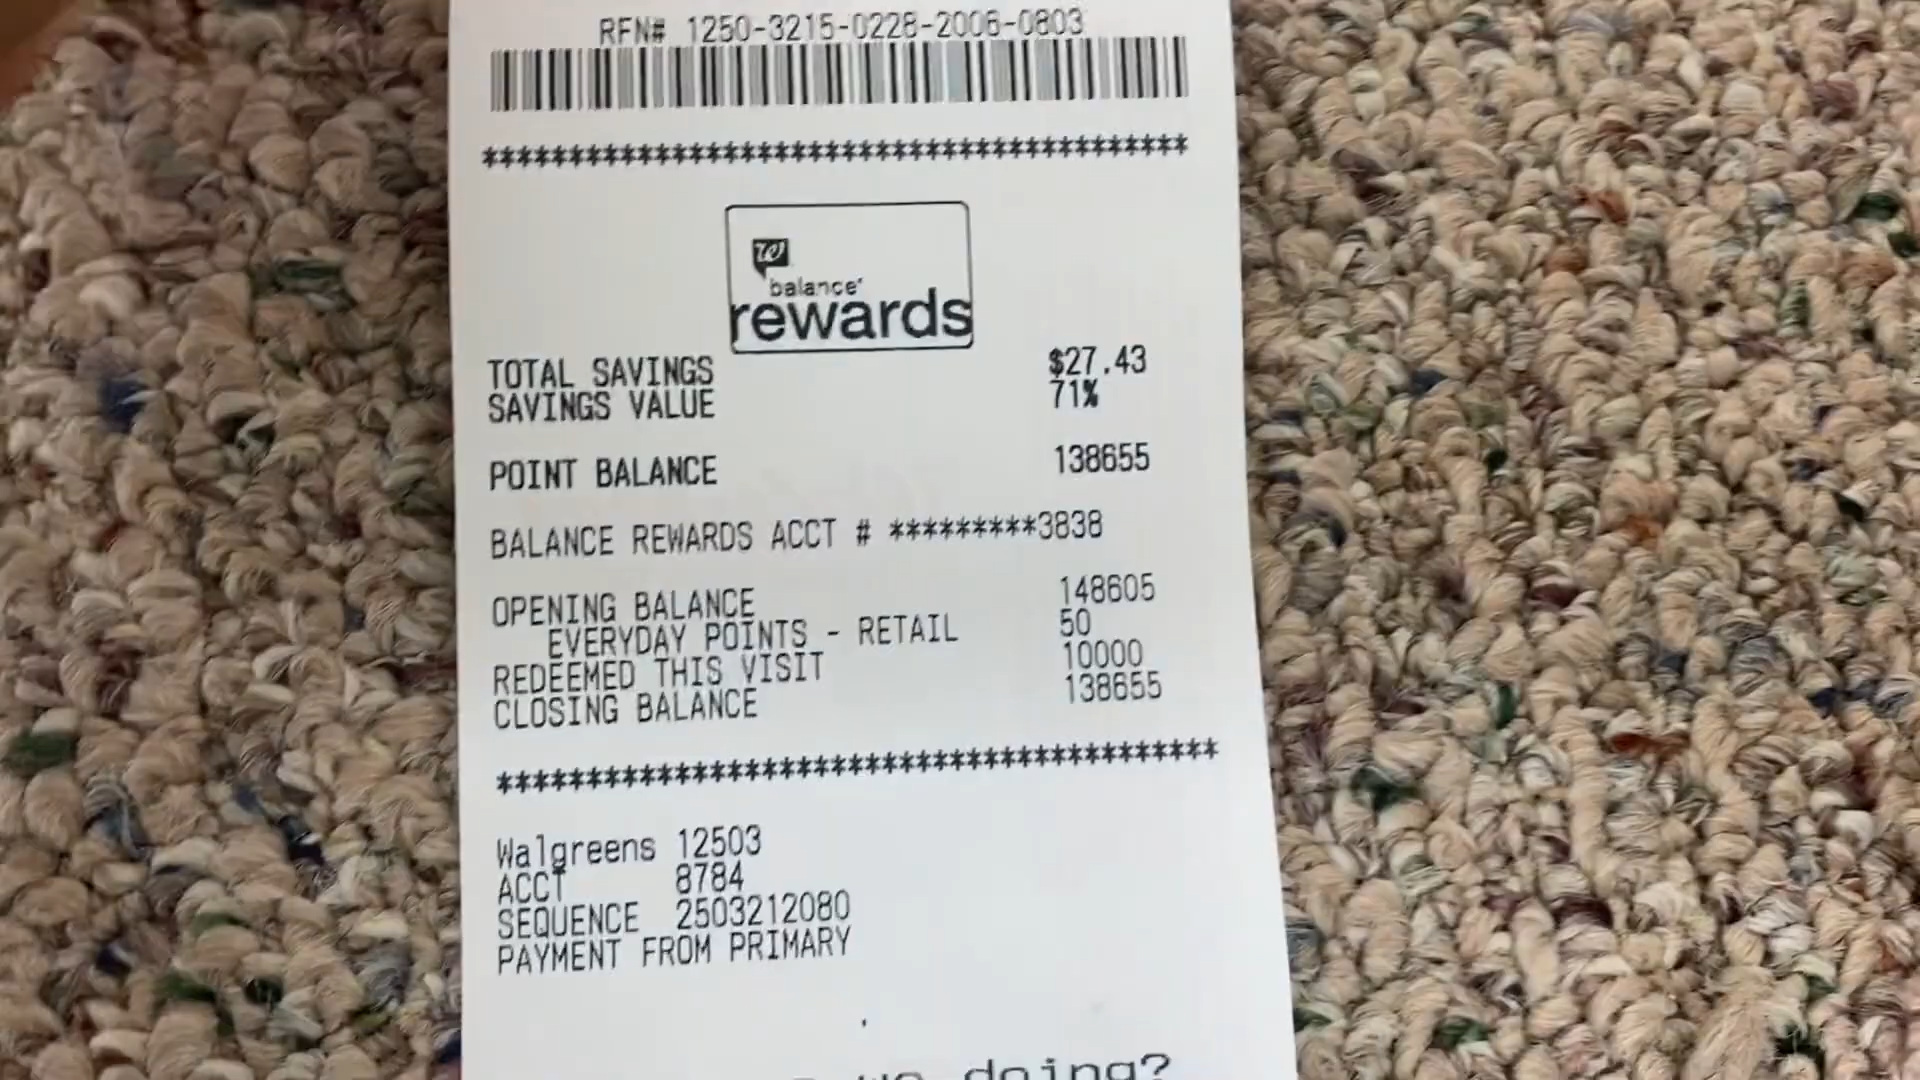 RFN# 1250-3215-0228-2006-0803
******************************************
W
balance
rewards
TOTAL SAVINGS $27.43
SAVINGS VALUE 71%
POINT BALANCE 138655
BALANCE REWARDS ACCT # *********3838
OPENING BALANCE 148605
EVERYDAY POINTS - RETAIL 50
REDEEMED THIS VISIT 10000
CLOSING BALANCE 138655
******************************************
Walgreens 12503
ACCT 8784
SEQUENCE 2503212080
PAYMENT FROM PRIMARY
we doing?